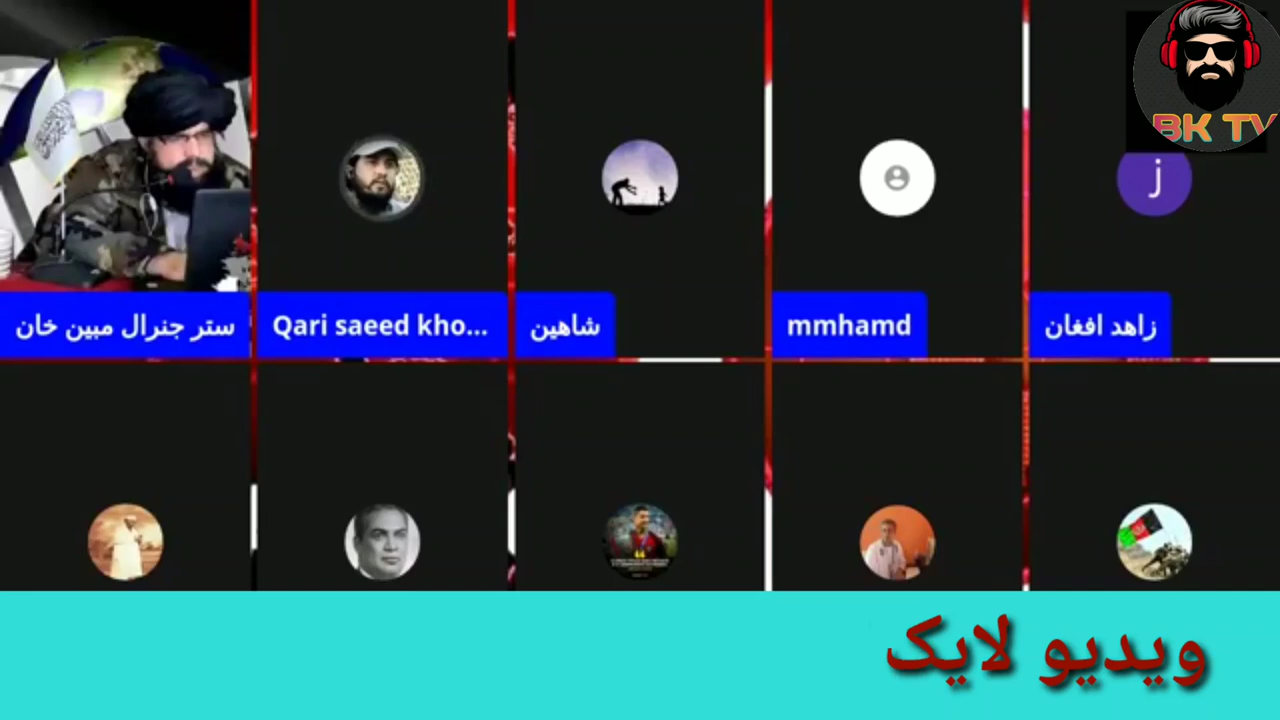 BK TV
j
ستر جنرال مبین خان
Qari saeed kho...
شاهین
mmhamd
زاهد افغان
ویدیو لایک